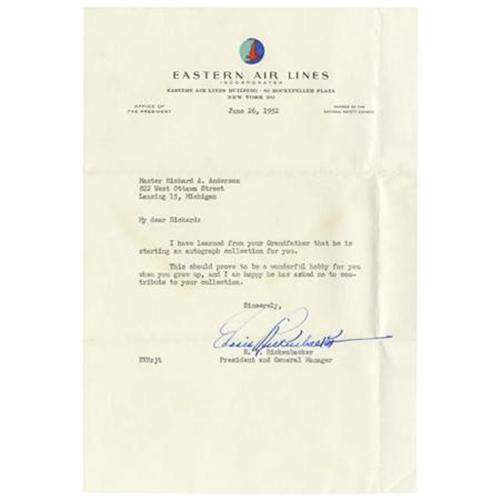 EASTERN AIR LINES
INCORPORATED
EASTERN AIR LINES BUILDING · 10 ROCKEFELLER PLAZA
NEW YORK 20
OFFICE OF
THE PRESIDENT
June 26, 1952
MEMBER OF THE
NATIONAL SAFETY COUNCIL
Master Richard A. Anderson
822 West Ottawa Street
Lansing 15, Michigan
My dear Richard:
I have learned from your Grandfather that he is
starting an autograph collection for you.
This should prove to be a wonderful hobby for you
when you grow up, and I am happy he has asked me to con-
tribute to your collection.
Sincerely,
Eddie Rickenbacker
E. V. Rickenbacker
President and General Manager
EVR:jt